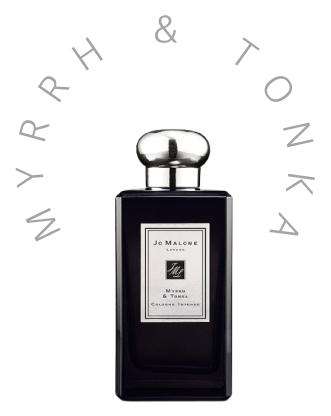 MYRRH & TONKA
JO MALONE
LONDON
MYRRH
& TONKA
COLOGNE INTENSE